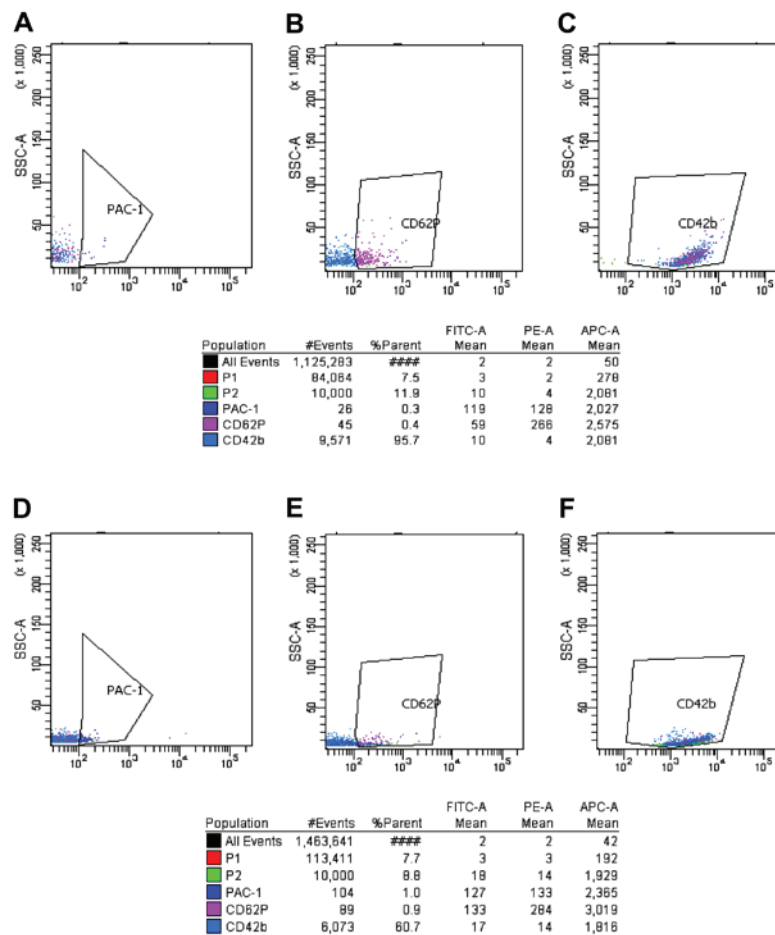 A
B
C
(x 1,000)
SSC-A
250
200
150
100
50
PAC-1
10² 10³ 10⁴ 10⁵
(x 1,000)
SSC-A
250
200
150
100
50
CD62P
10² 10³ 10⁴ 10⁵
(x 1,000)
SSC-A
250
200
150
100
50
CD42b
10² 10³ 10⁴ 10⁵
FITC-A PE-A APC-A
Population #Events %Parent Mean Mean Mean
All Events 1,125,283 #### 2 2 50
P1 84,064 7.5 3 2 278
P2 10,000 11.9 10 4 2,081
PAC-1 26 0.3 119 128 2,027
CD62P 45 0.4 59 266 2,575
CD42b 9,571 95.7 10 4 2,081
D
E
F
(x 1,000)
SSC-A
250
200
150
100
50
PAC-1
10² 10³ 10⁴ 10⁵
(x 1,000)
SSC-A
250
200
150
100
50
CD62P
10² 10³ 10⁴ 10⁵
(x 1,000)
SSC-A
250
200
150
100
50
CD42b
10² 10³ 10⁴ 10⁵
FITC-A PE-A APC-A
Population #Events %Parent Mean Mean Mean
All Events 1,463,641 #### 2 2 42
P1 113,411 7.7 3 3 192
P2 10,000 8.8 18 14 1,929
PAC-1 104 1.0 127 133 2,365
CD62P 89 0.9 133 284 3,019
CD42b 6,073 60.7 17 14 1,816